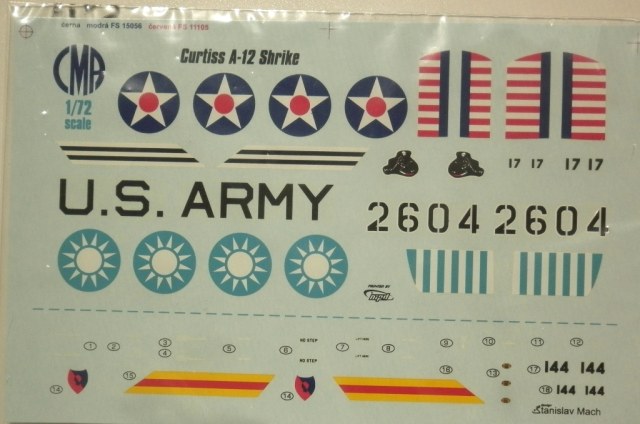 černa modrá FS 15056 červená FS 11105
CMR
Curtiss A-12 Shrike
1/72
scale
17 17 17 17
U.S. ARMY
2604 2604
1 2 3 4 5 6 7 8 9 10 11 12
NO STEP
NO STEP
14 15 14 16 13 17 144 144
18 144 144
Stanislav Mach